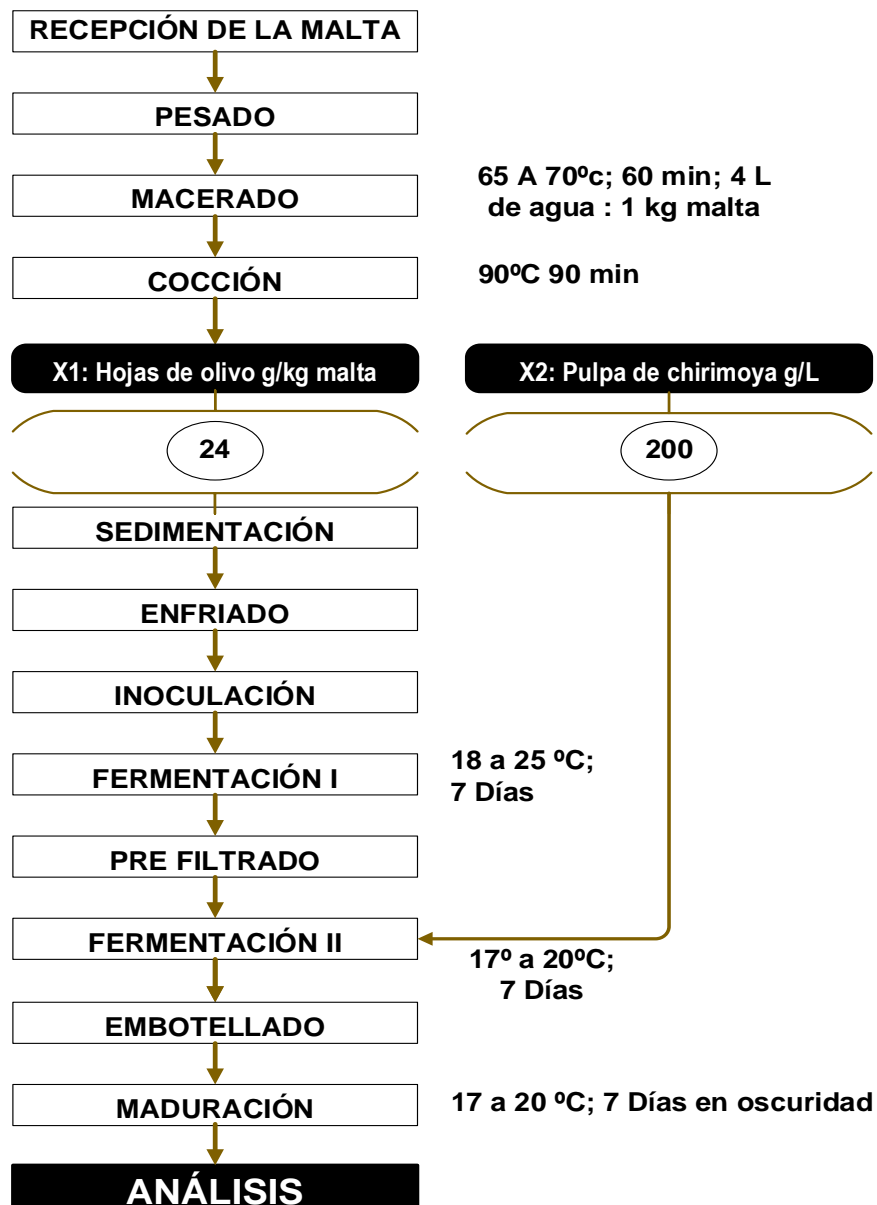 RECEPCIÓN DE LA MALTA
PESADO
MACERADO
65 A 70ºc; 60 min; 4 L
de agua : 1 kg malta
COCCIÓN
90ºC 90 min
X1: Hojas de olivo g/kg malta
X2: Pulpa de chirimoya g/L
24
200
SEDIMENTACIÓN
ENFRIADO
INOCULACIÓN
FERMENTACIÓN I
18 a 25 ºC;
7 Días
PRE FILTRADO
FERMENTACIÓN II
17º a 20ºC;
7 Días
EMBOTELLADO
MADURACIÓN
17 a 20 ºC; 7 Días en oscuridad
ANÁLISIS